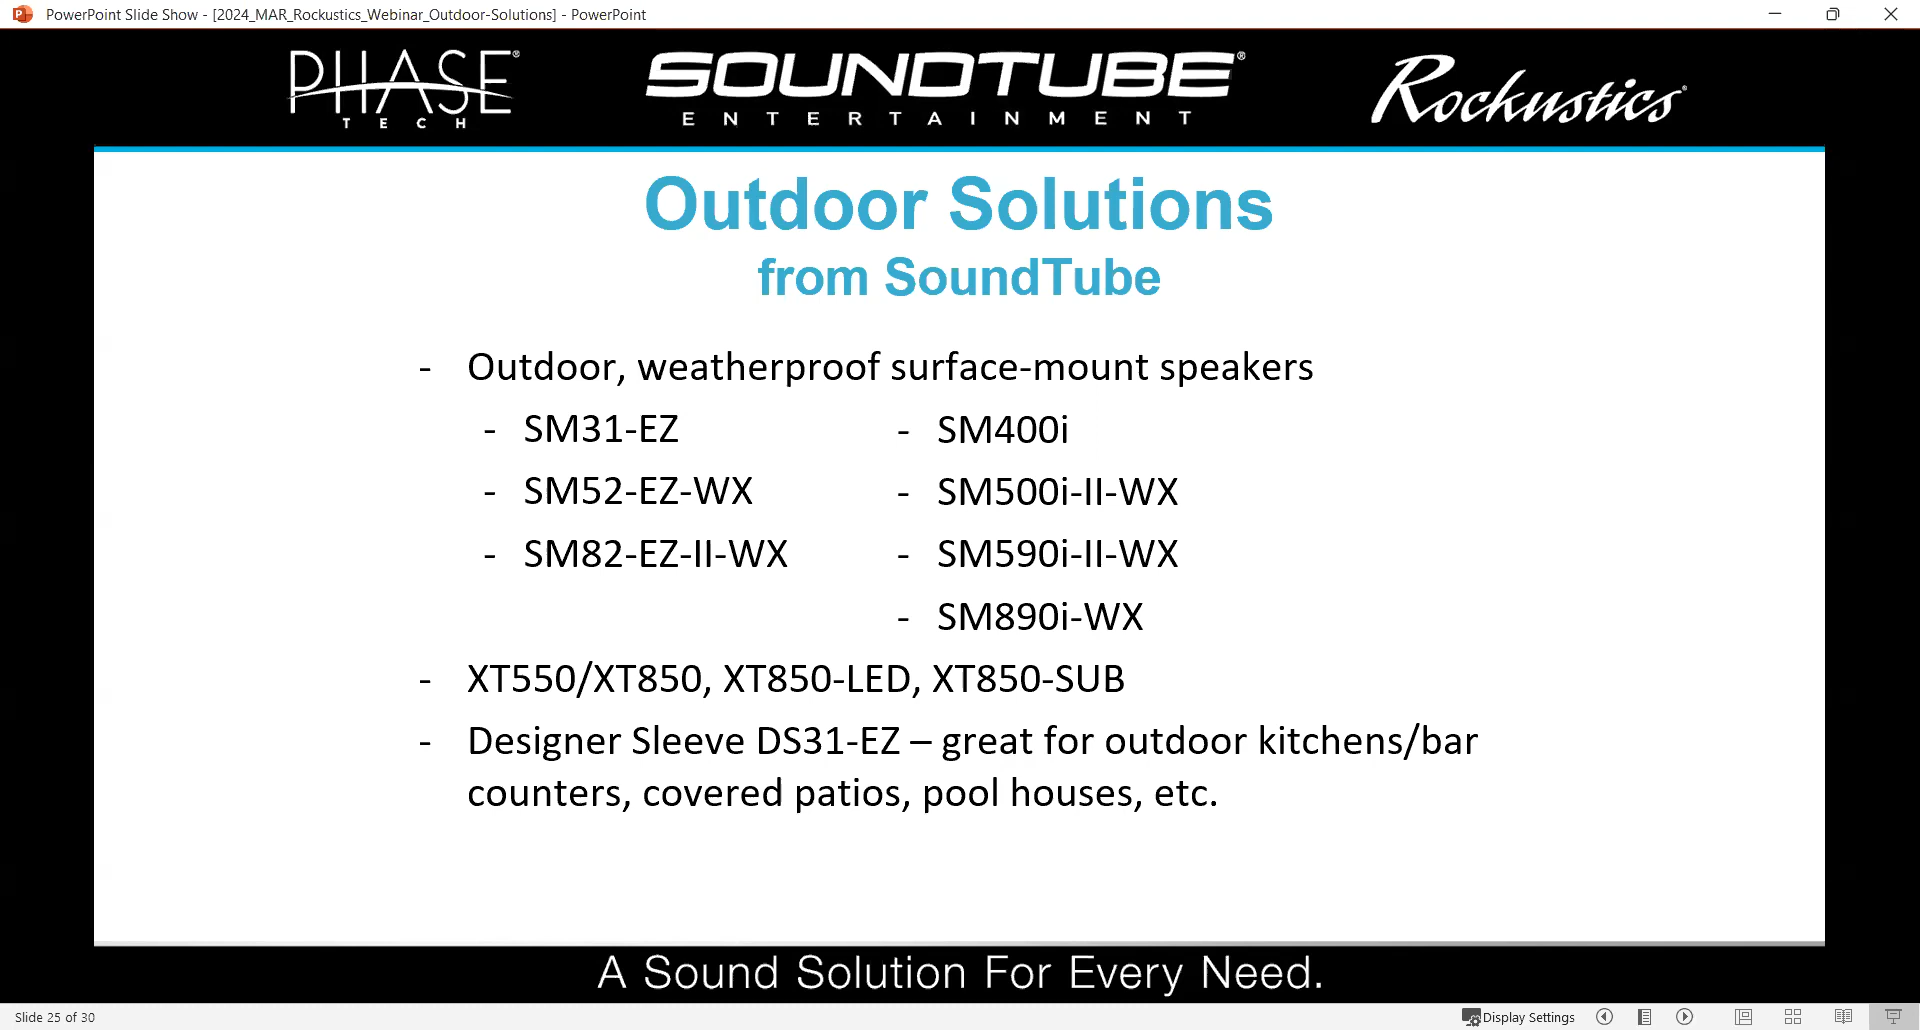 PowerPoint Slide Show - [2024_MAR_Rockustics_Webinar_Outdoor-Solutions] - PowerPoint
PHASE®
TECH
SOUNDTUBE®
ENTERTAINMENT
Rockustics®
Outdoor Solutions
from SoundTube
- Outdoor, weatherproof surface-mount speakers
- SM31-EZ
- SM52-EZ-WX
- SM82-EZ-II-WX
- SM400i
- SM500i-II-WX
- SM590i-II-WX
- SM890i-WX
- XT550/XT850, XT850-LED, XT850-SUB
- Designer Sleeve DS31-EZ – great for outdoor kitchens/bar
counters, covered patios, pool houses, etc.
A Sound Solution For Every Need.
Slide 25 of 30
Display Settings